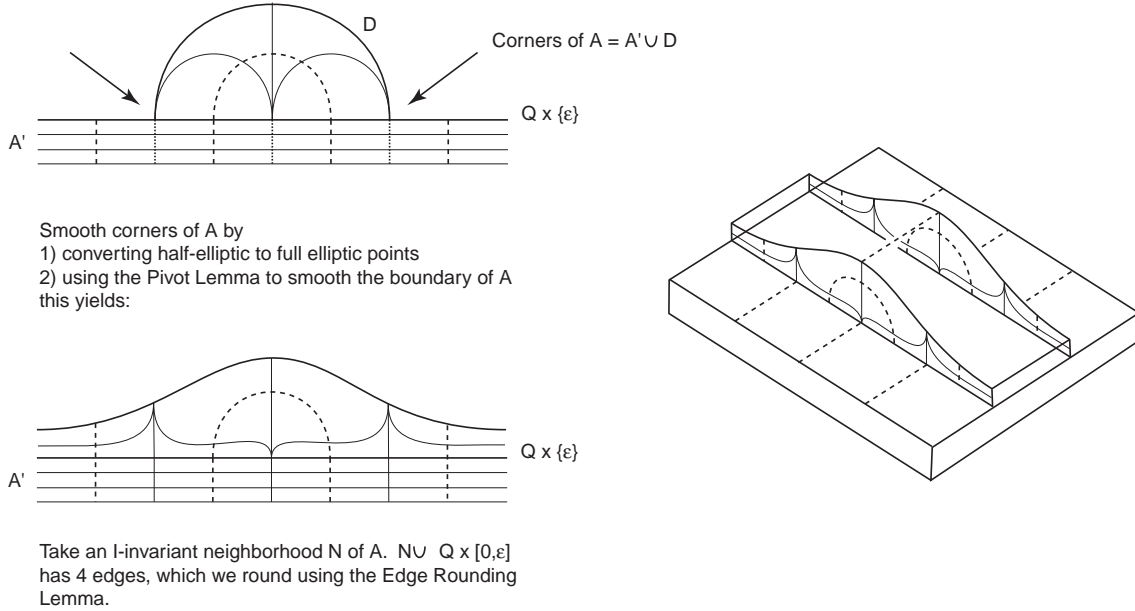 D
Corners of A = A'∪ D
Q x {ε}
A'
Smooth corners of A by
1) converting half-elliptic to full elliptic points
2) using the Pivot Lemma to smooth the boundary of A
this yields:
Q x {ε}
A'
Take an I-invariant neighborhood N of A. N∪ Q x [0,ε]
has 4 edges, which we round using the Edge Rounding
Lemma.